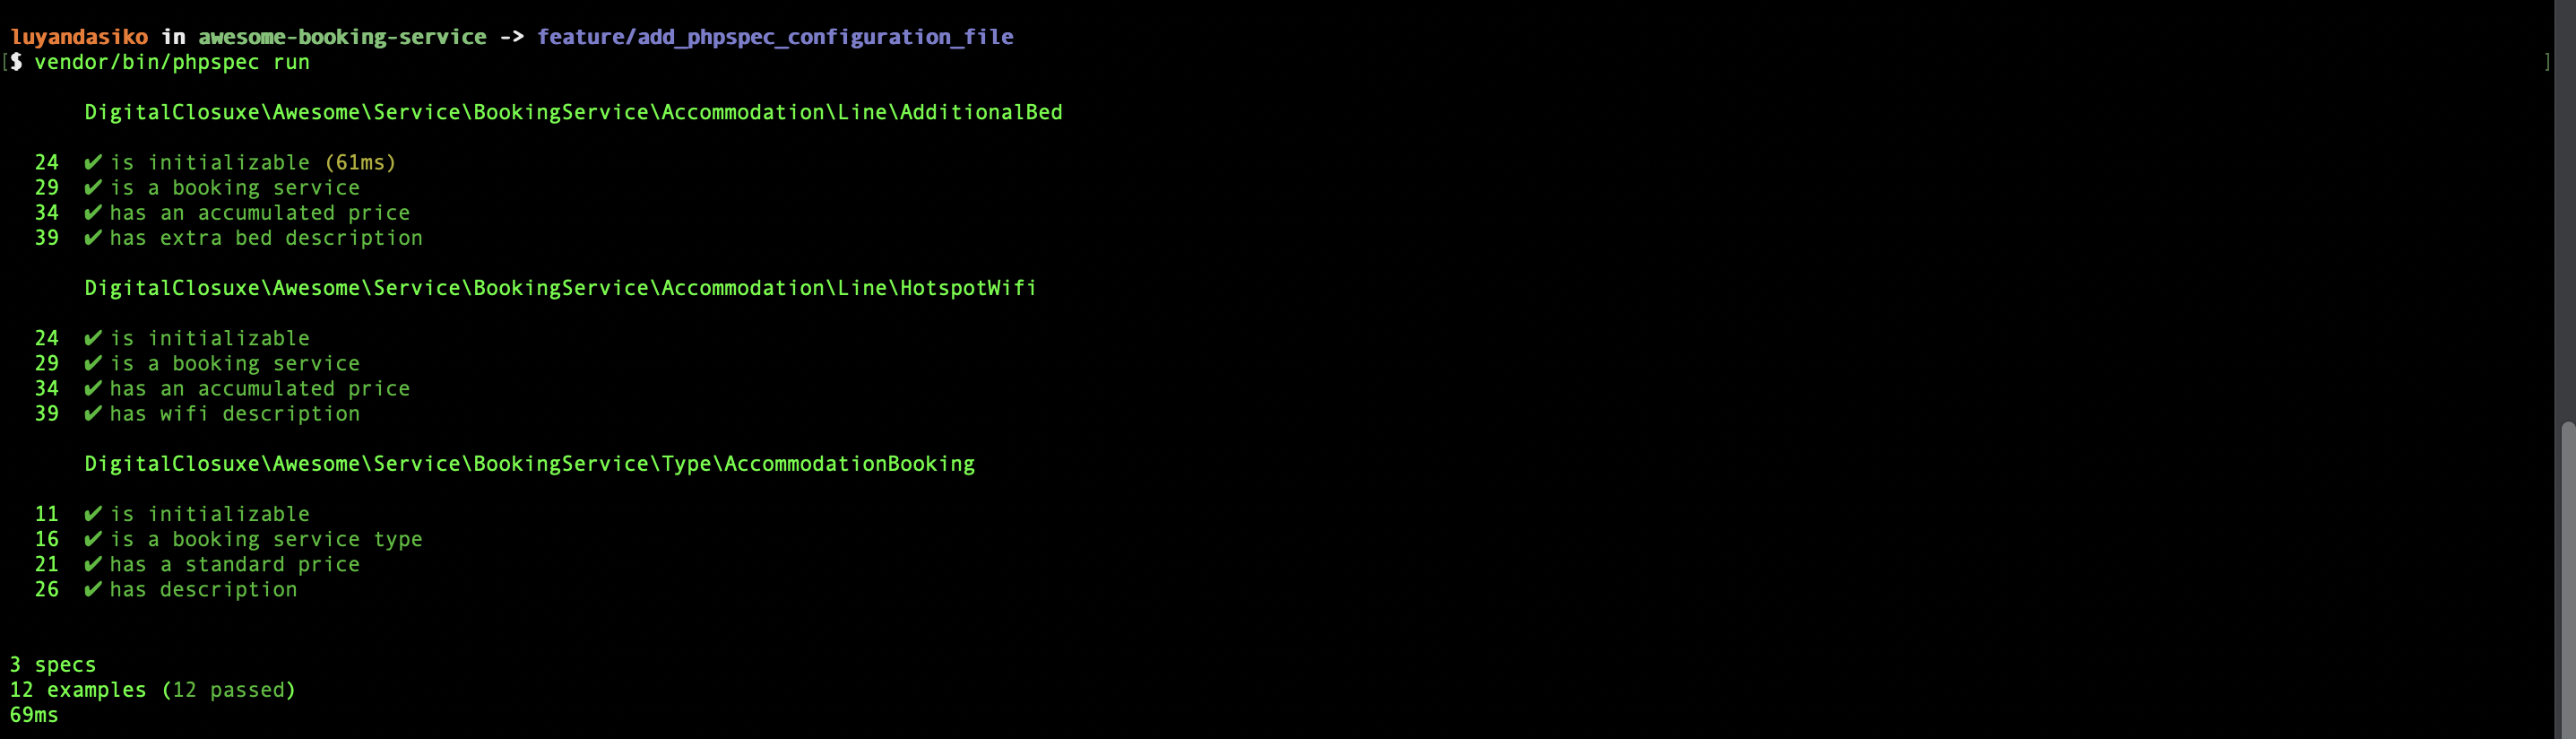 luyandasiko in awesome-booking-service -> feature/add_phpspec_configuration_file
[$ vendor/bin/phpspec run ]
DigitalClosuxe\Awesome\Service\BookingService\Accommodation\Line\AdditionalBed
24 ✔ is initializable (61ms)
29 ✔ is a booking service
34 ✔ has an accumulated price
39 ✔ has extra bed description
DigitalClosuxe\Awesome\Service\BookingService\Accommodation\Line\HotspotWifi
24 ✔ is initializable
29 ✔ is a booking service
34 ✔ has an accumulated price
39 ✔ has wifi description
DigitalClosuxe\Awesome\Service\BookingService\Type\AccommodationBooking
11 ✔ is initializable
16 ✔ is a booking service type
21 ✔ has a standard price
26 ✔ has description
3 specs
12 examples (12 passed)
69ms